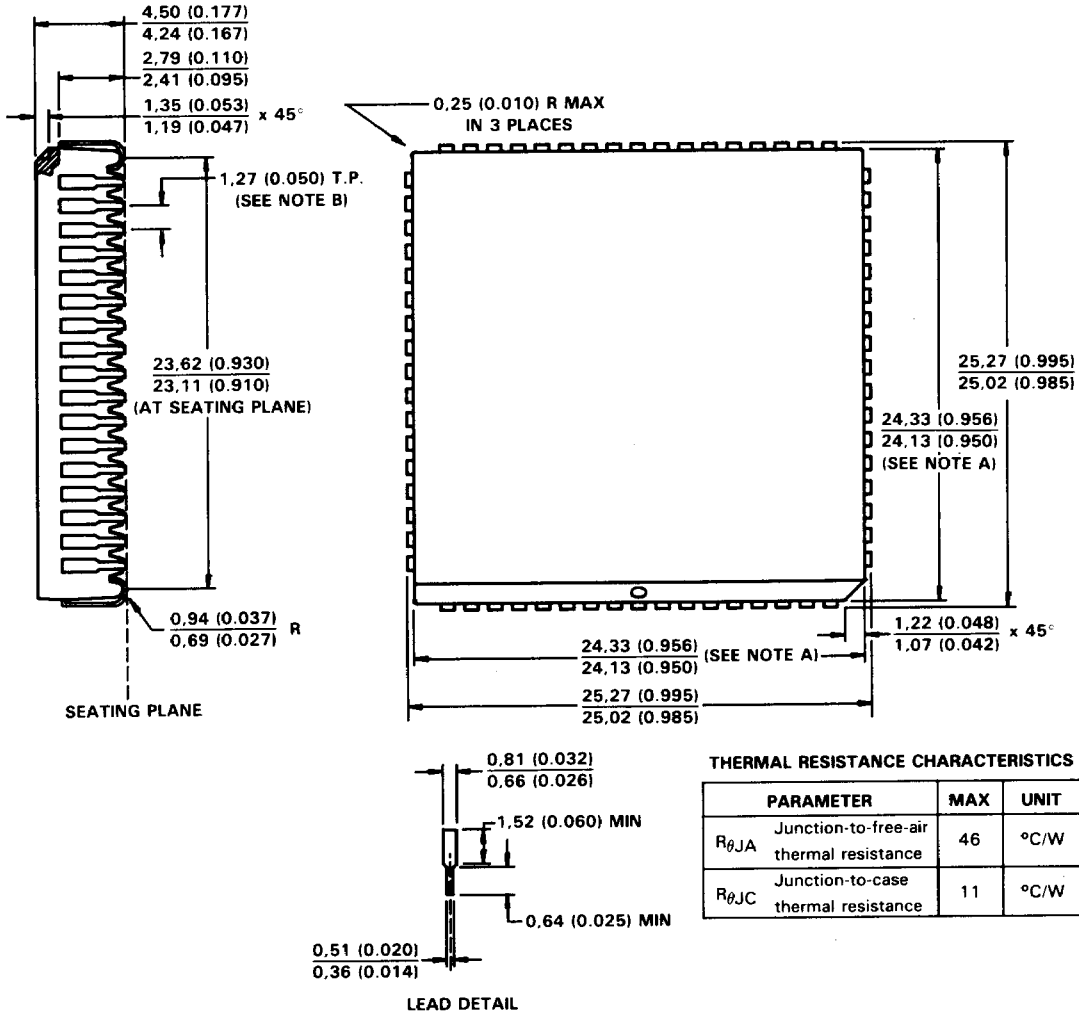 4,50 (0.177)
4,24 (0.167)
2,79 (0.110)
2,41 (0.095)
1,35 (0.053)
1,19 (0.047) x 45°
0,25 (0.010) R MAX
IN 3 PLACES
1,27 (0.050) T.P.
(SEE NOTE B)
23,62 (0.930)
23,11 (0.910)
(AT SEATING PLANE)
25,27 (0.995)
25,02 (0.985)
24,33 (0.956)
24,13 (0.950)
(SEE NOTE A)
0,94 (0.037)
0,69 (0.027) R
SEATING PLANE
1,22 (0.048)
1,07 (0.042) x 45°
24,33 (0.956)
24,13 (0.950) (SEE NOTE A)
25,27 (0.995)
25,02 (0.985)
0,81 (0.032)
0,66 (0.026)
1,52 (0.060) MIN
0,64 (0.025) MIN
0,51 (0.020)
0,36 (0.014)
LEAD DETAIL
THERMAL RESISTANCE CHARACTERISTICS
PARAMETER MAX UNIT
RθJA Junction-to-free-air thermal resistance 46 °C/W
RθJC Junction-to-case thermal resistance 11 °C/W